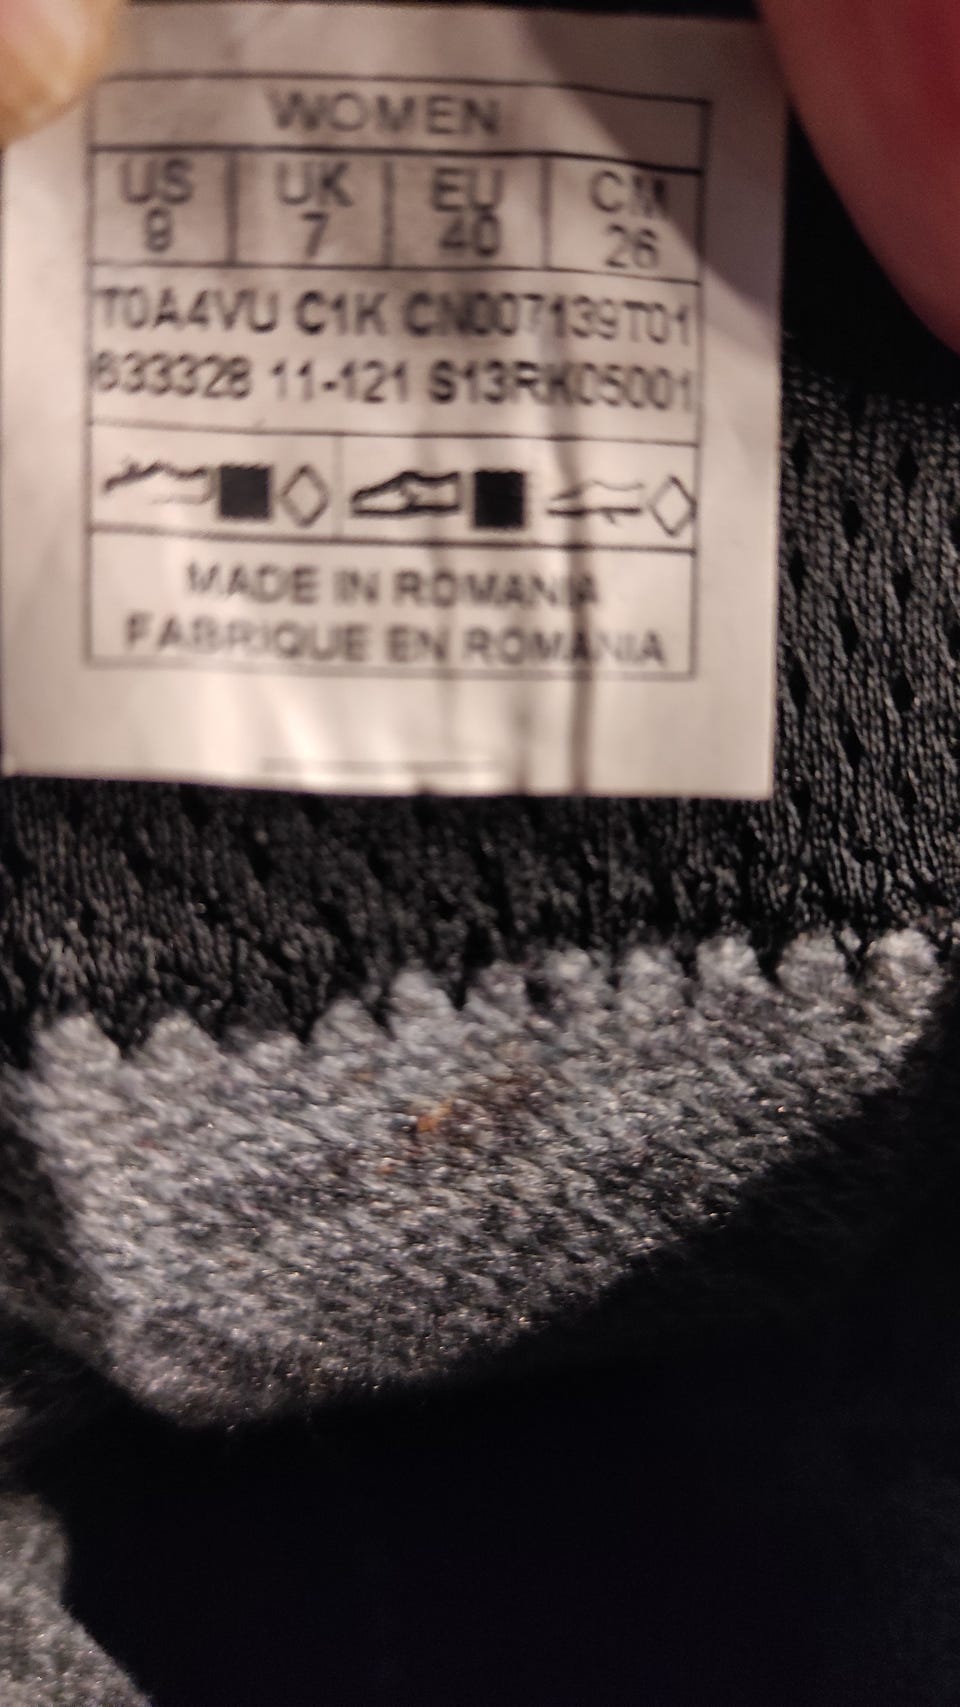 WOMEN
US UK EU CM
9 7 40 26
T0A4VU C1K CN007139T01
633328 11-121 S13RK05001
MADE IN ROMANIA
FABRIQUE EN ROMANIA